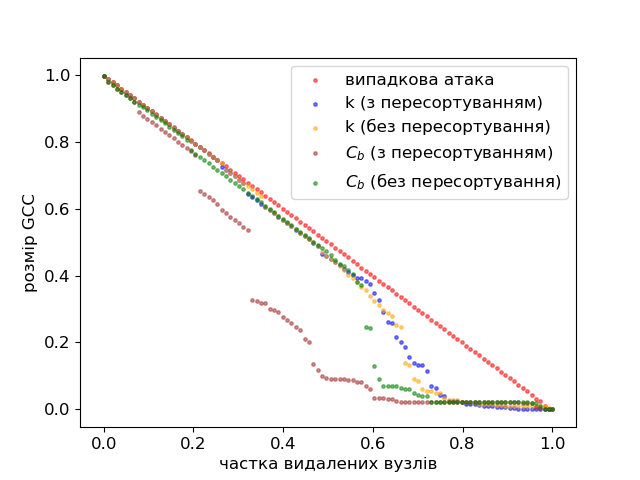 випадкова атака
k (з пересортуванням)
k (без пересортування)
C_b (з пересортуванням)
C_b (без пересортування)
розмір GCC
1.0
0.8
0.6
0.4
0.2
0.0
0.0 0.2 0.4 0.6 0.8 1.0
частка видалених вузлів